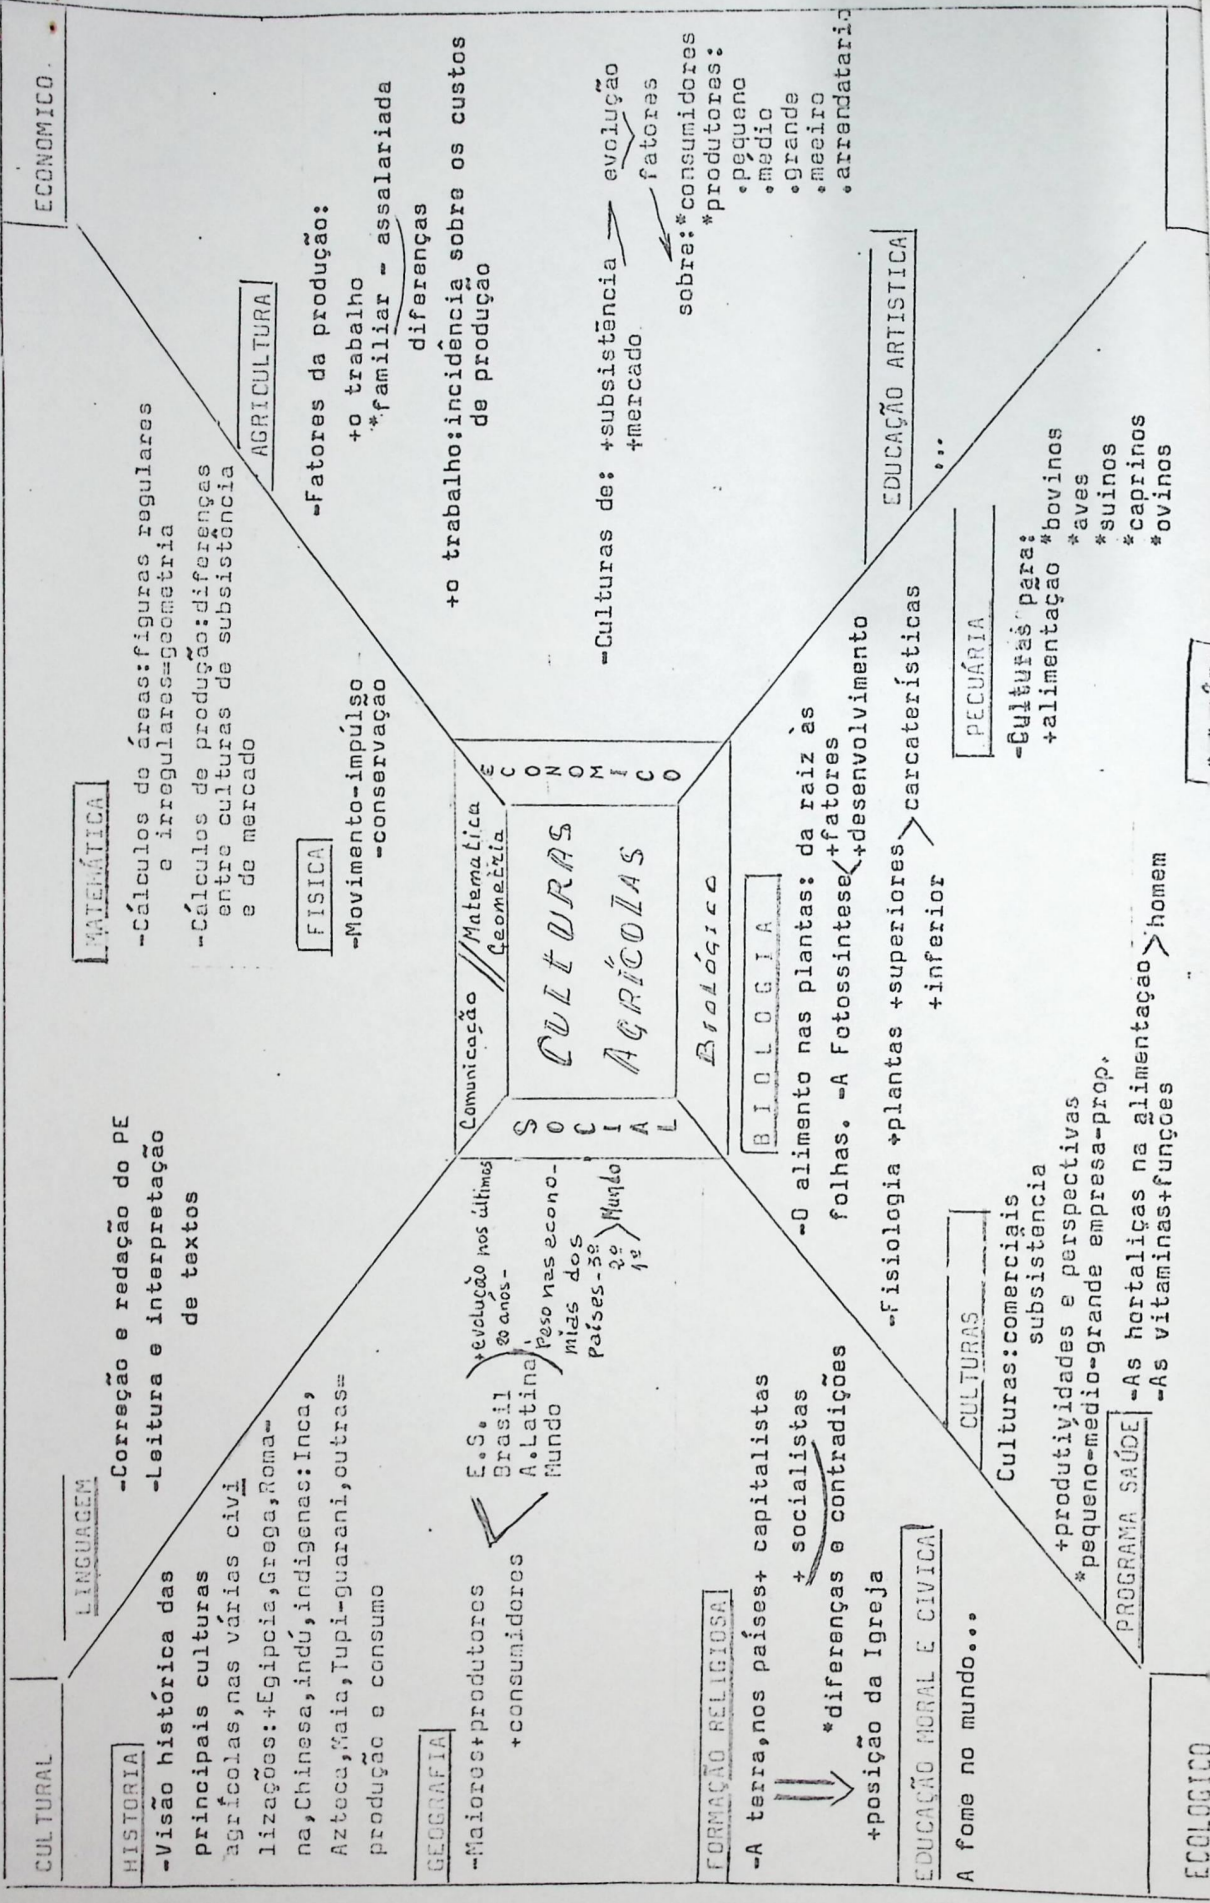 CULTURAL
ECONOMICO.
LINGUAGEM
-Correção e redação do PE
-Leitura e interpretação
de textos
MATEMÁTICA
-Cálculos de áreas:figuras regulares
e irregulares=geometria
-Cálculos de produção:diferenças
entre culturas de subsistência
e de mercado
FISICA
-Movimento-impúlso
-conservação
HISTORIA
-Visão histórica das
principais culturas
agrícolas,nas várias civi
lizações:+Egipcia,Grega,Roma-
na,Chinesa,indú,indigenas:Inca,
Azteca,Maia,Tupi-guarani,outras=
produção e consumo
GEOGRAFIA
-Maiores+produtores
+consumidores
E.S.
Brasil
A.Latina
Mundo
+evolução nos últimos
20 anos-
Peso nas econo-
mias dos
Países-3º
2º
1º
Mundo
FORMAÇÃO RELIGIOSA
-A terra,nos países+ capitalistas
+ socialistas
*diferenças e contradições
+posição da Igreja
EDUCAÇÃO MORAL E CIVICA
A fome no mundo...
Comunicação // Matematica
Geometria
SOCIAL
CULTURAS
AGRÍCOLAS
ECONOMICO
BIOLÓGICO
AGRICULTURA
-Fatores da produção:
+o trabalho
*familiar - assalariada
diferenças
+o trabalho:incidência sobre os custos
de produção
-Culturas de: +subsistência
+mercado
evolução
fatores
sobre:*consumidores
*produtores:
.pequeno
.medio
.grande
.meeiro
.arrendatario
EDUCAÇÃO ARTISTICA
...
BIOLOGIA
-O alimento nas plantas: da raiz às
folhas. -A Fotossintese<+fatores
+desenvolvimento
-Fisiologia +plantas +superiores>carcaterísticas
+inferior
PECUÁRIA
-Culturas para:
+alimentação *bovinos
*aves
*suinos
*caprinos
*ovinos
CULTURAS
Culturas:comerciais
subsistencia
+produtividades e perspectivas
*pequeno-medio-grande empresa-prop.
PROGRAMA SAÚDE
-As hortaliças na alimentação>homem
-As vitaminas+funções
ECOLOGICO